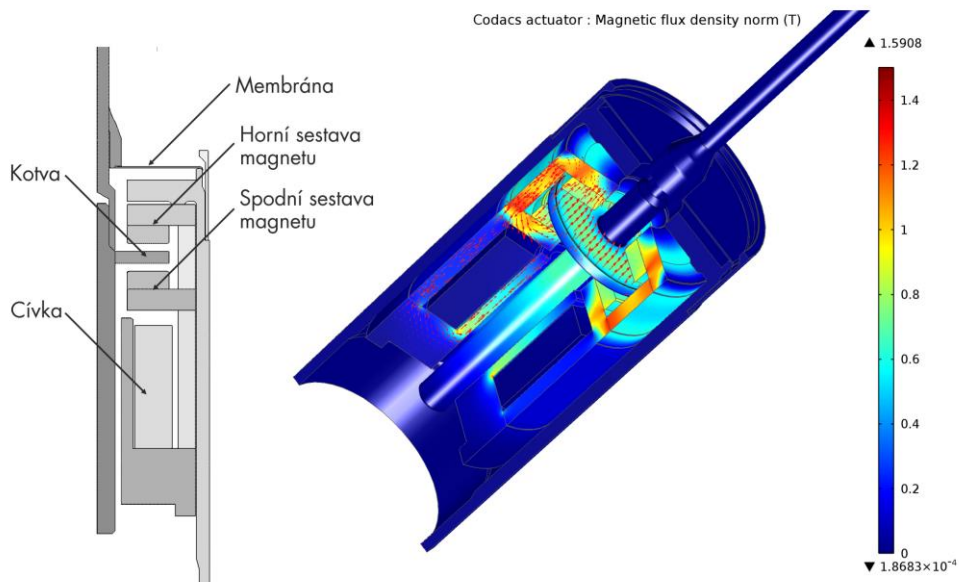 Codacs actuator : Magnetic flux density norm (T)
▲ 1.5908
Membrána
Horní sestava
magnetu
Kotva
Spodní sestava
magnetu
Cívka
1.4
1.2
1
0.8
0.6
0.4
0.2
0
▼ 1.8683×10⁻⁴